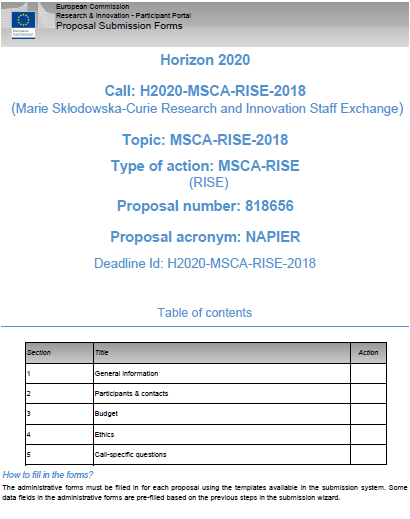 European Commission
Research & Innovation - Participant Portal
Proposal Submission Forms
European
Commission
Horizon 2020
Call: H2020-MSCA-RISE-2018
(Marie Skłodowska-Curie Research and Innovation Staff Exchange)
Topic: MSCA-RISE-2018
Type of action: MSCA-RISE
(RISE)
Proposal number: 818656
Proposal acronym: NAPIER
Deadline Id: H2020-MSCA-RISE-2018
Table of contents
Section Title Action
1 General information
2 Participants & contacts
3 Budget
4 Ethics
5 Call-specific questions
How to fill in the forms?
The administrative forms must be filled in for each proposal using the templates available in the submission system. Some
data fields in the administrative forms are pre-filled based on the previous steps in the submission wizard.